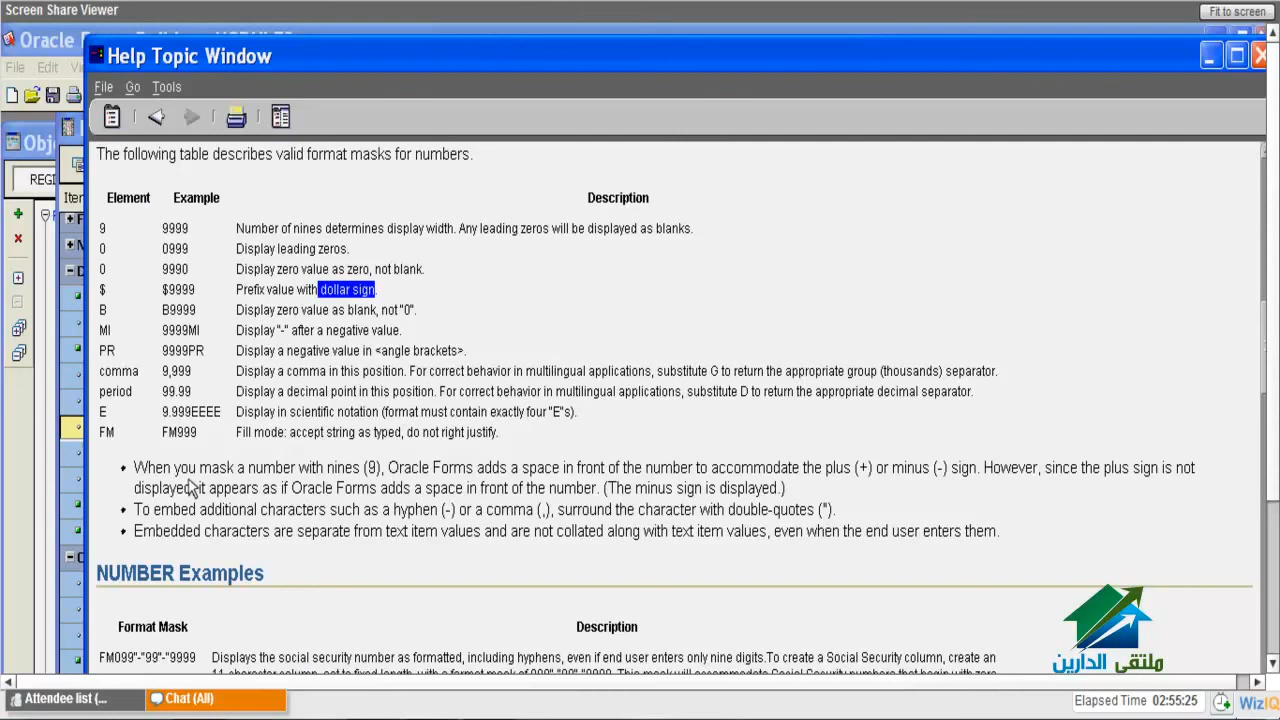 Screen Share Viewer
Fit to screen
Oracle
Help Topic Window
File Edit
File Go Tools
Obj
REGI
Item
The following table describes valid format masks for numbers.
Element Example Description
9 9999 Number of nines determines display width. Any leading zeros will be displayed as blanks.
0 0999 Display leading zeros.
0 9990 Display zero value as zero, not blank.
$ $9999 Prefix value with dollar sign.
B B9999 Display zero value as blank, not "0".
MI 9999MI Display "-" after a negative value.
PR 9999PR Display a negative value in <angle brackets>.
comma 9,999 Display a comma in this position. For correct behavior in multilingual applications, substitute G to return the appropriate group (thousands) separator.
period 99.99 Display a decimal point in this position. For correct behavior in multilingual applications, substitute D to return the appropriate decimal separator.
E 9.999EEEE Display in scientific notation (format must contain exactly four "E"s).
FM FM999 Fill mode: accept string as typed, do not right justify.
When you mask a number with nines (9), Oracle Forms adds a space in front of the number to accommodate the plus (+) or minus (-) sign. However, since the plus sign is not
displayed, it appears as if Oracle Forms adds a space in front of the number. (The minus sign is displayed.)
To embed additional characters such as a hyphen (-) or a comma (,), surround the character with double-quotes (").
Embedded characters are separate from text item values and are not collated along with text item values, even when the end user enters them.
NUMBER Examples
Format Mask Description
FM099"-"99"-"9999 Displays the social security number as formatted, including hyphens, even if end user enters only nine digits.To create a Social Security column, create an
ملتقى الدارين
Attendee list (... Chat (All)
Elapsed Time 02:55:25
WizIQ